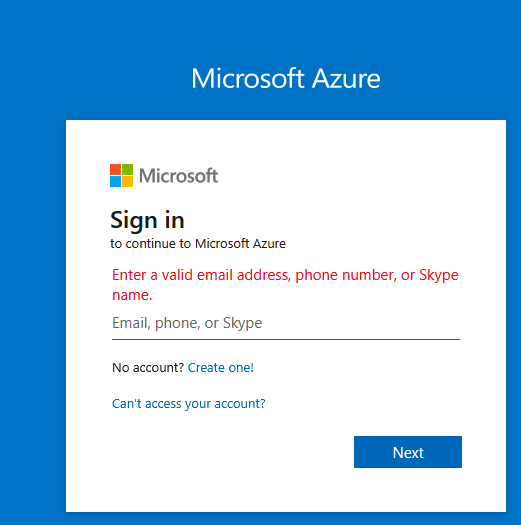 Microsoft Azure
Microsoft
Sign in
to continue to Microsoft Azure
Enter a valid email address, phone number, or Skype
name.
Email, phone, or Skype
No account? Create one!
Can't access your account?
Next